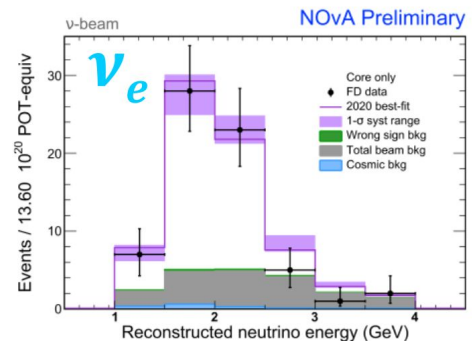 ν-beam
NOvA Preliminary
νe
Core only
FD data
2020 best-fit
1-σ syst range
Wrong sign bkg
Total beam bkg
Cosmic bkg
Events / 13.60 10²⁰ POT-equiv
30
20
10
0
1
2
3
4
Reconstructed neutrino energy (GeV)